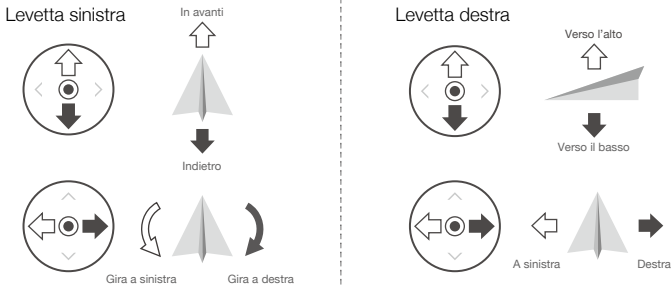 Levetta sinistra
In avanti
Indietro
Gira a sinistra
Gira a destra
Levetta destra
Verso l'alto
Verso il basso
A sinistra
Destra